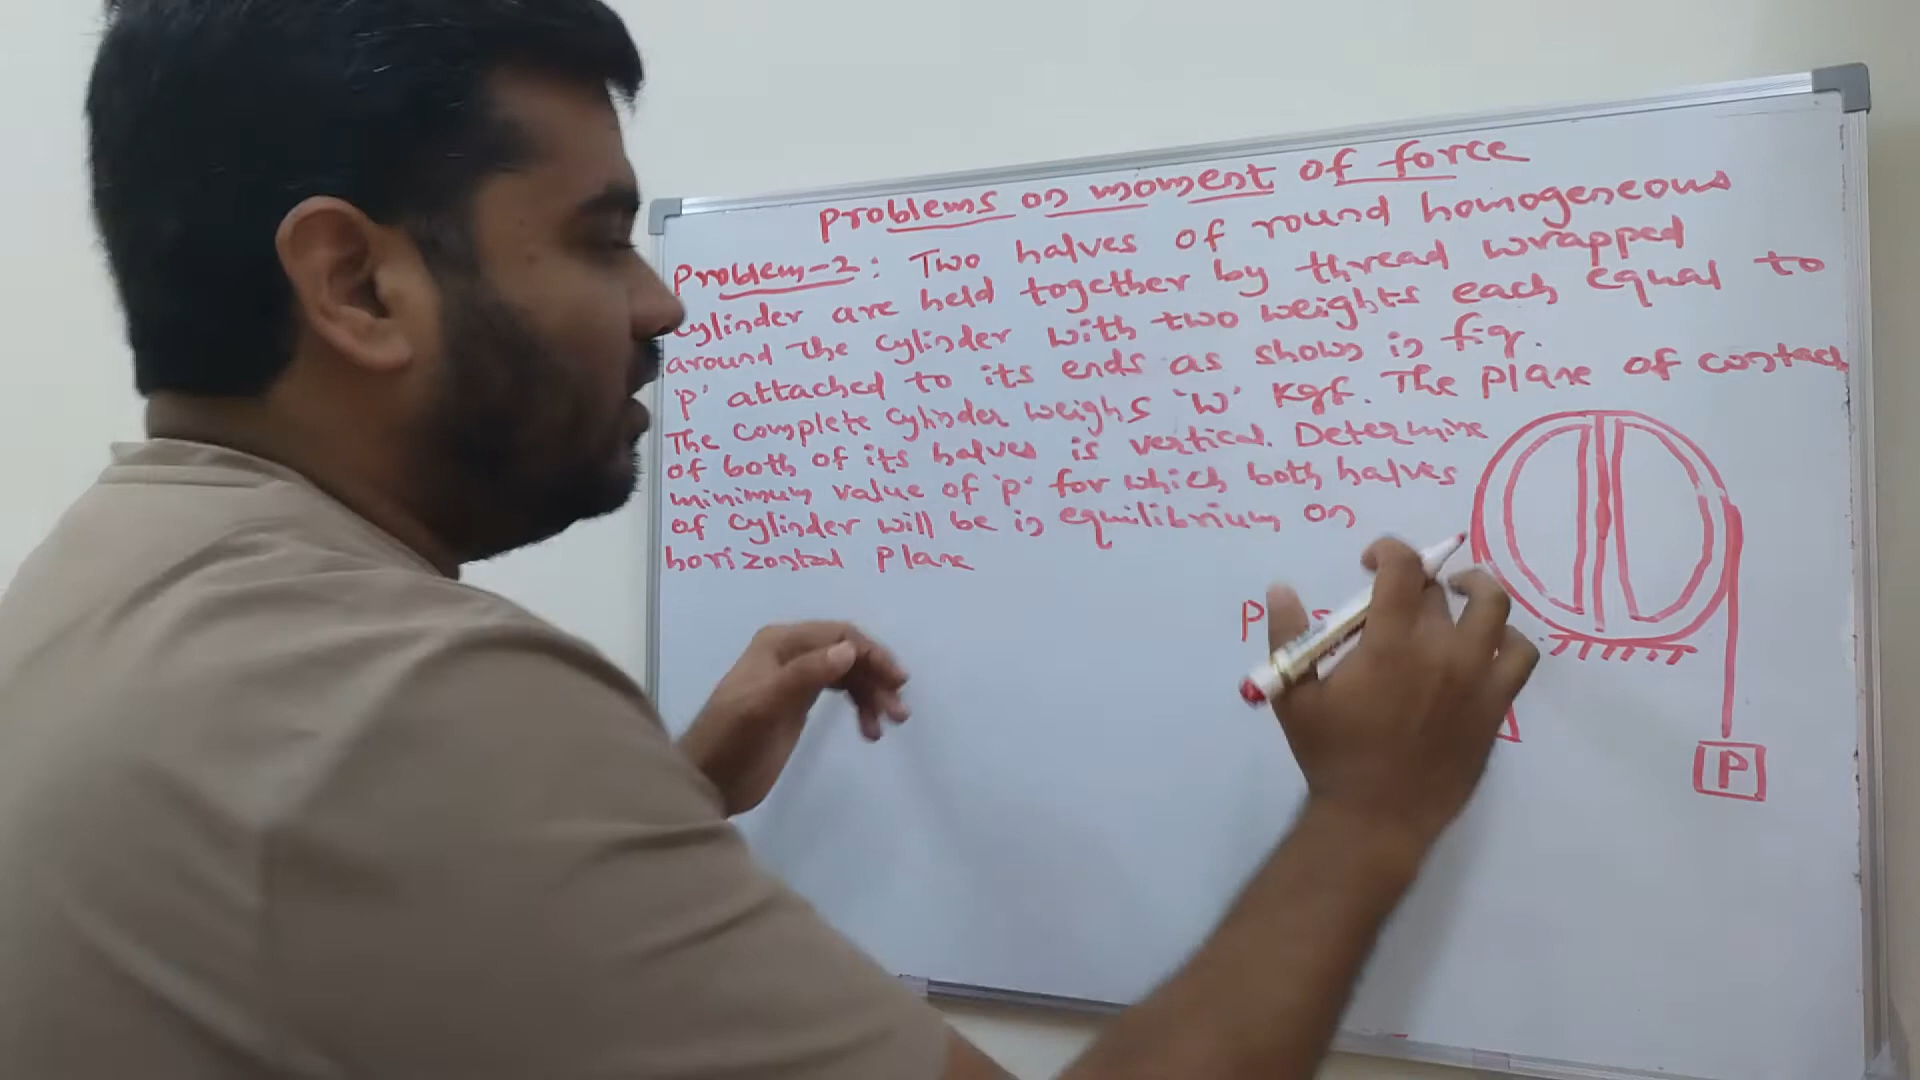 Problems on moment of force
Problem-2: Two halves of round homogeneous
cylinder are held together by thread wrapped
around the cylinder with two weights each equal to
'p' attached to its ends as shown in fig.
The complete cylinder weighs 'W' Kgf. The plane of contact
of both of its halves is vertical. Determine
minimum value of 'p' for which both halves
of cylinder will be in equilibrium on
horizontal plane
P
P